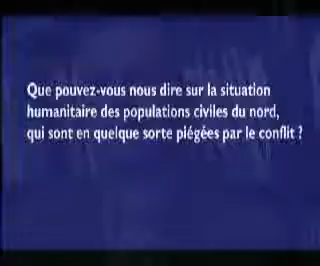 Que pouvez-vous nous dire sur la situation
humanitaire des populations civiles du nord,
qui sont en quelque sorte piégées par le conflit ?